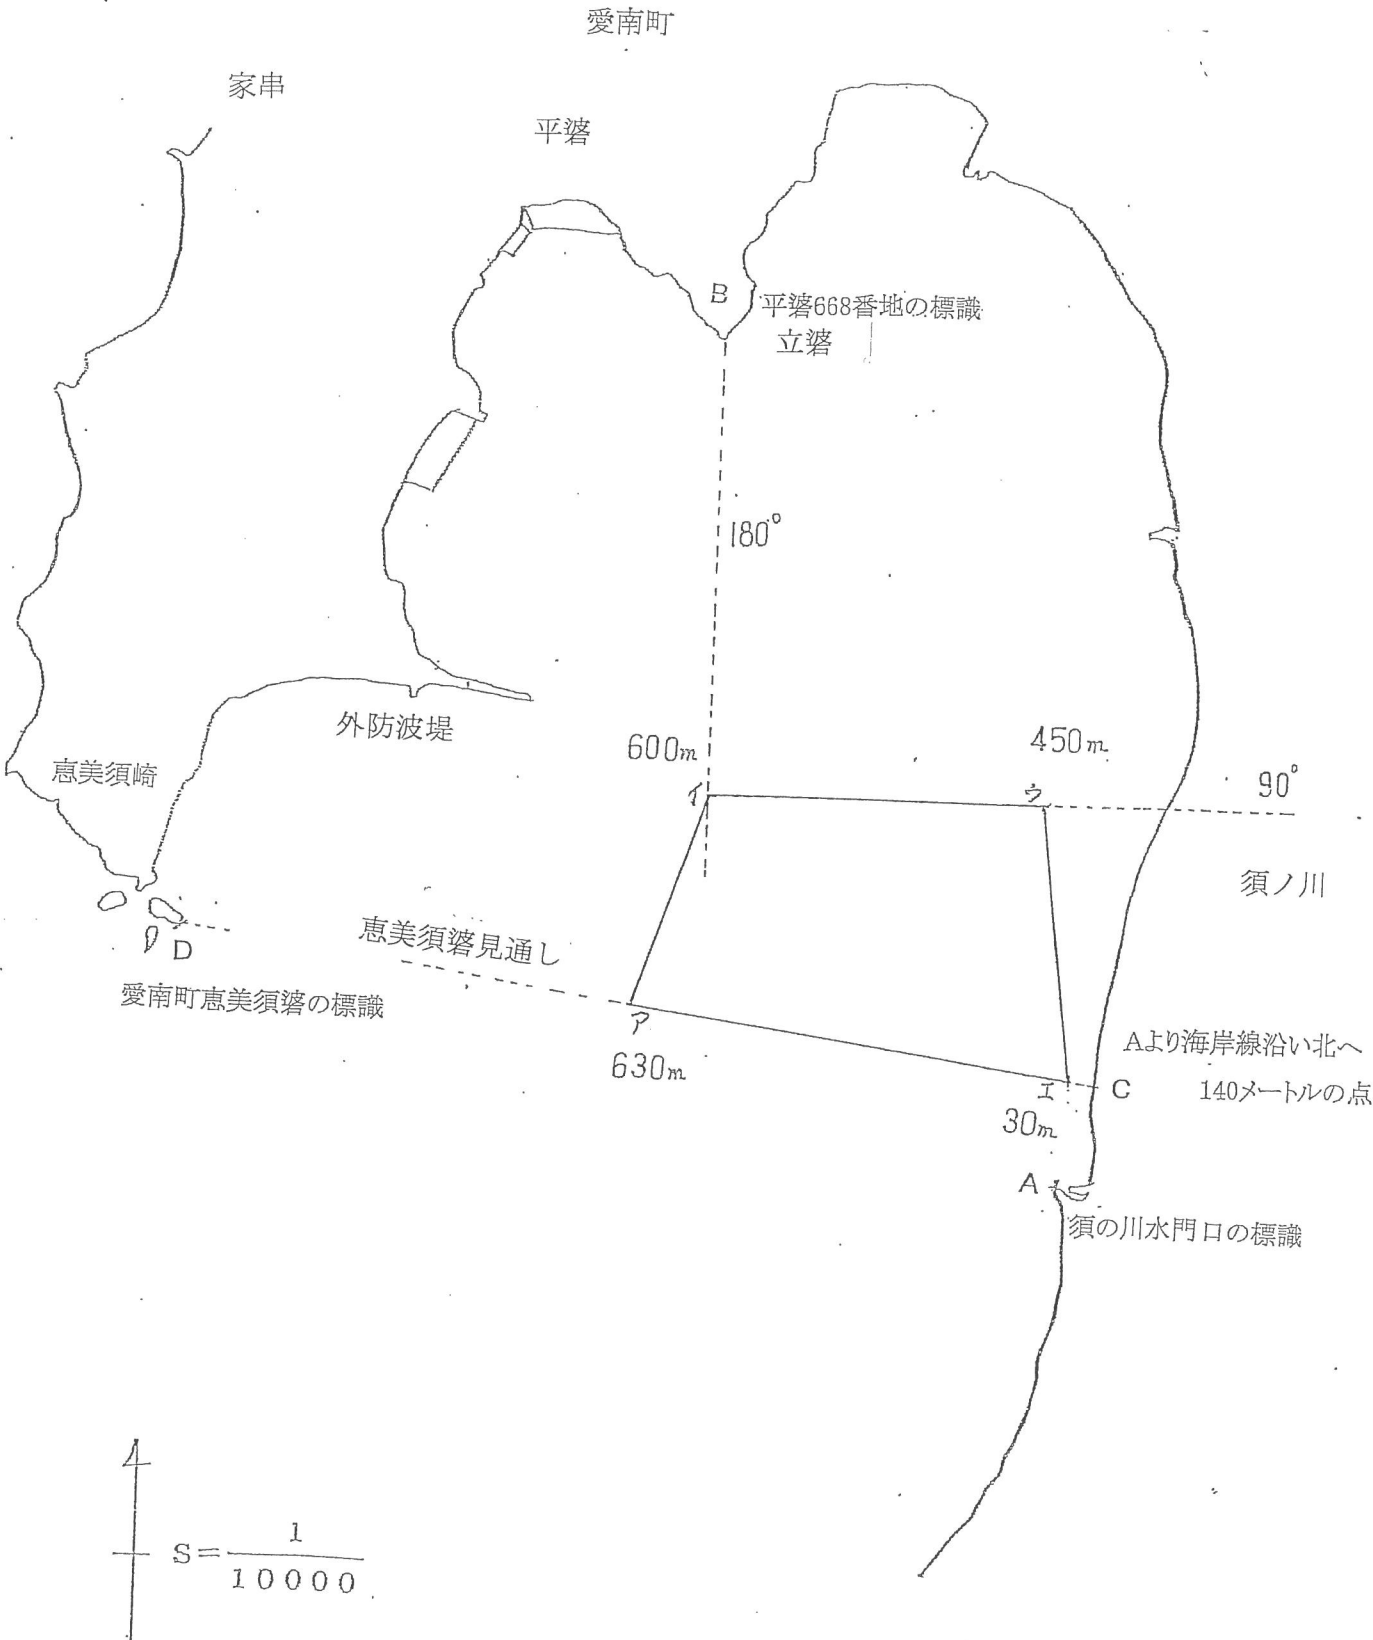 愛南町
家串
平碆
B
平碆668番地の標識
立碆
180°
外防波堤
600m
450m
イ
ウ
90°
恵美須崎
須ノ川
恵美須碆見通し
D
愛南町恵美須碆の標識
ア
630m
Aより海岸線沿い北へ
140メートルの点
エ
C
30m
A
須の川水門口の標識
S=1/10000